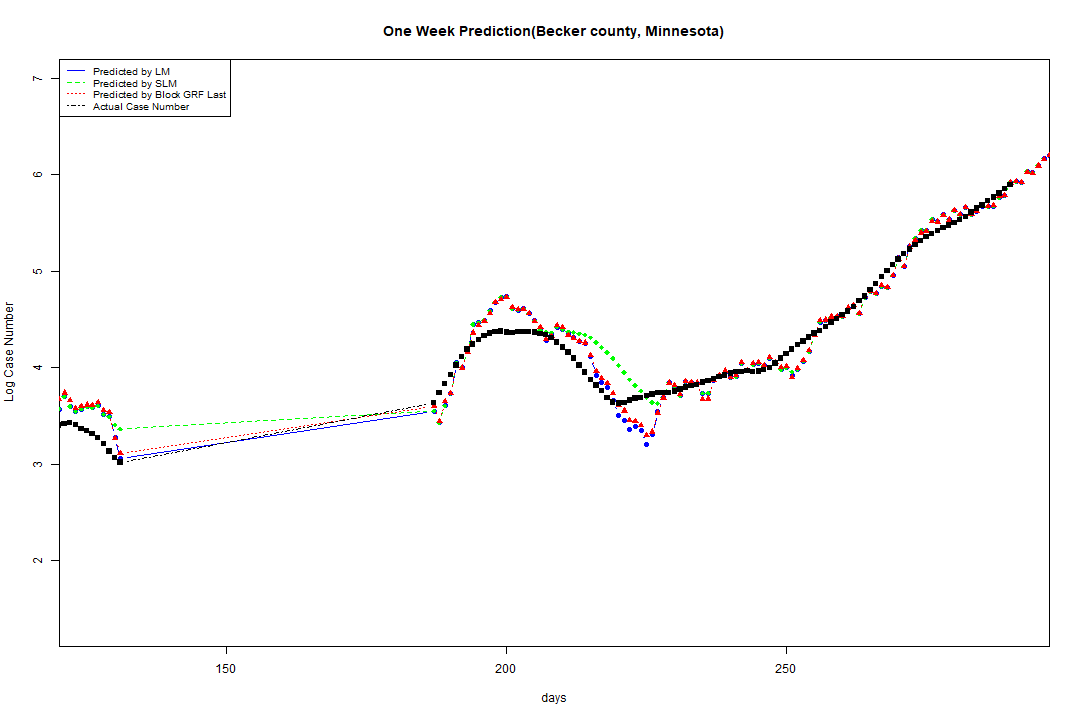 One Week Prediction(Becker county, Minnesota)
Predicted by LM
Predicted by SLM
Predicted by Block GRF Last
Actual Case Number
7
6
5
4
3
2
Log Case Number
150 200 250
days